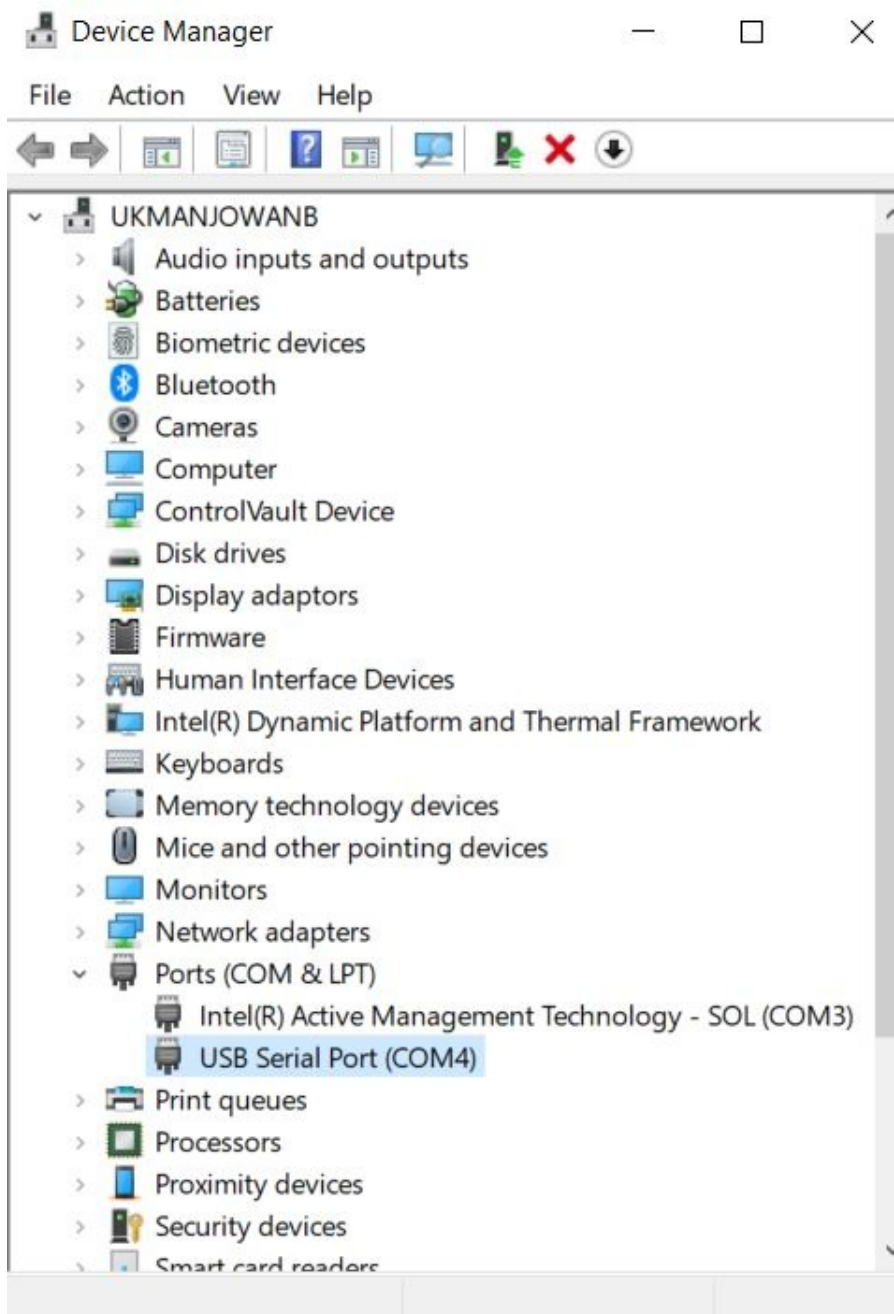 Device Manager
File Action View Help
UKMANJOWANB
Audio inputs and outputs
Batteries
Biometric devices
Bluetooth
Cameras
Computer
ControlVault Device
Disk drives
Display adaptors
Firmware
Human Interface Devices
Intel(R) Dynamic Platform and Thermal Framework
Keyboards
Memory technology devices
Mice and other pointing devices
Monitors
Network adapters
Ports (COM & LPT)
Intel(R) Active Management Technology - SOL (COM3)
USB Serial Port (COM4)
Print queues
Processors
Proximity devices
Security devices
Smart card readers